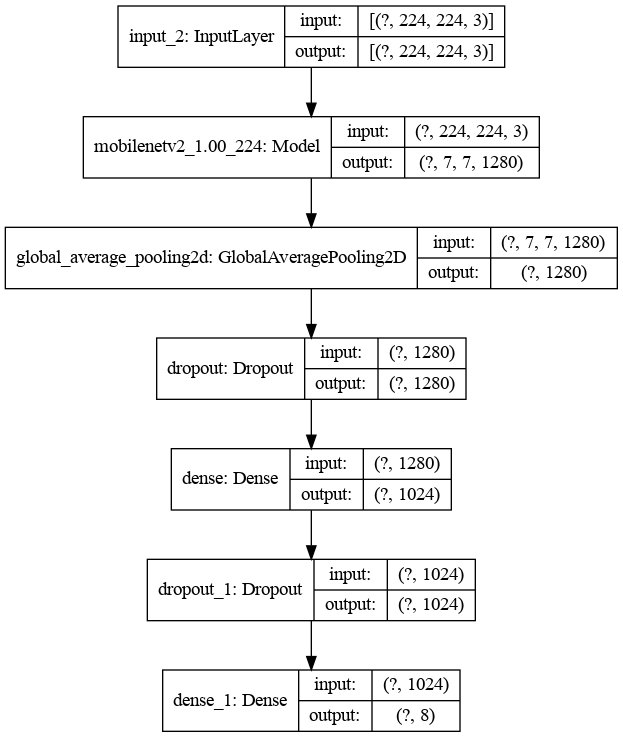 input_2: InputLayer
input: [(?, 224, 224, 3)]
output: [(?, 224, 224, 3)]
mobilenetv2_1.00_224: Model
input: (?, 224, 224, 3)
output: (?, 7, 7, 1280)
global_average_pooling2d: GlobalAveragePooling2D
input: (?, 7, 7, 1280)
output: (?, 1280)
dropout: Dropout
input: (?, 1280)
output: (?, 1280)
dense: Dense
input: (?, 1280)
output: (?, 1024)
dropout_1: Dropout
input: (?, 1024)
output: (?, 1024)
dense_1: Dense
input: (?, 1024)
output: (?, 8)